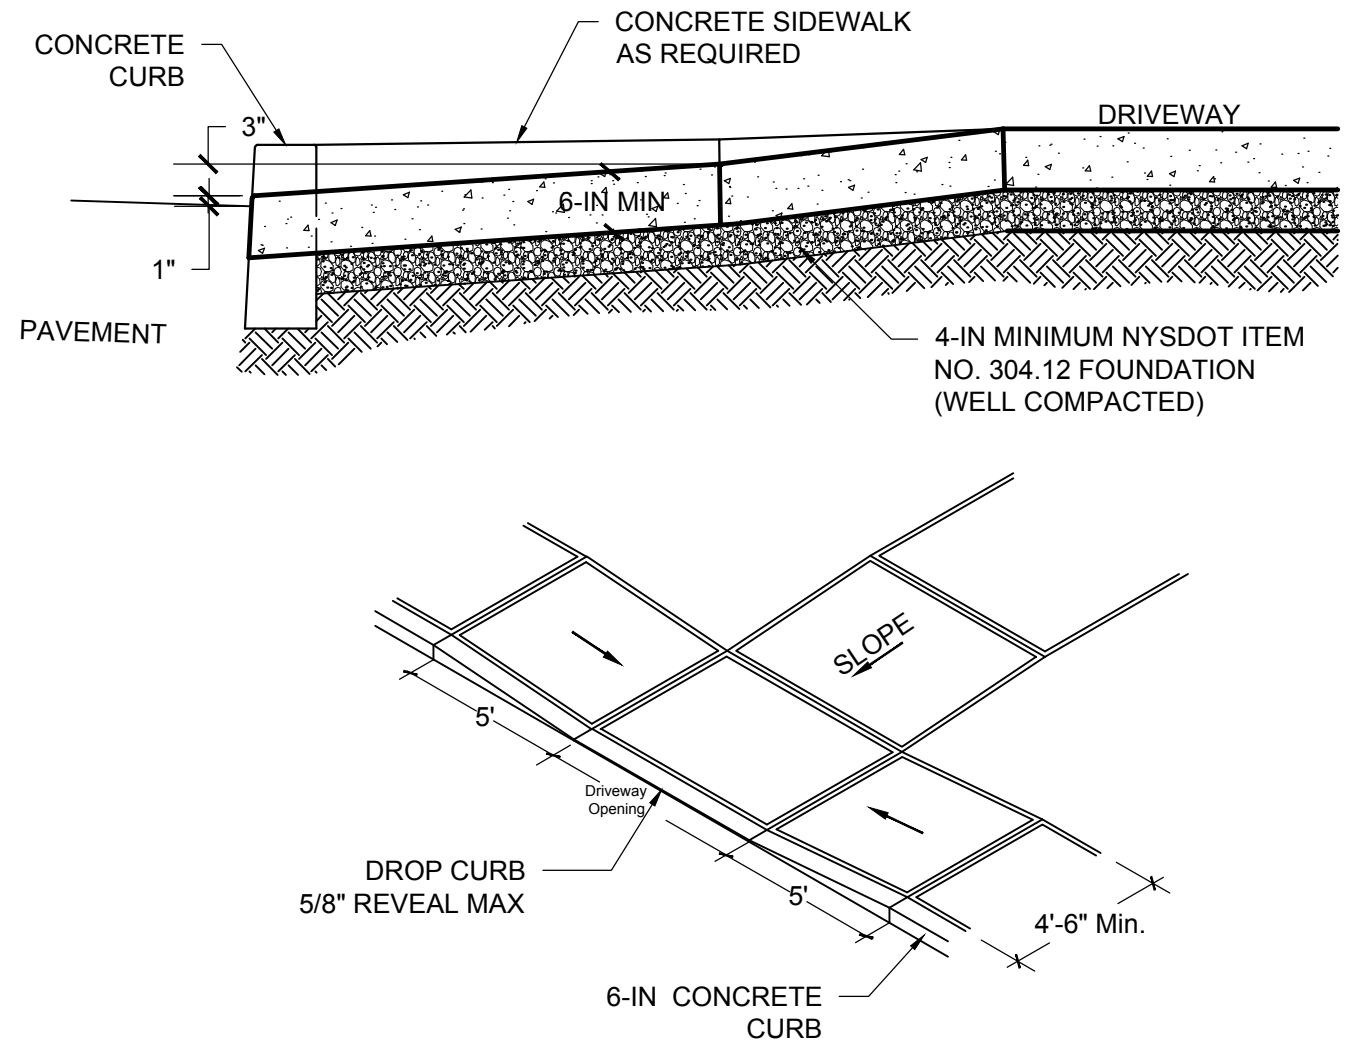 CONCRETE SIDEWALK
AS REQUIRED
CONCRETE
CURB
3"
DRIVEWAY
6-IN MIN
1"
PAVEMENT
4-IN MINIMUM NYSDOT ITEM
NO. 304.12 FOUNDATION
(WELL COMPACTED)
SLOPE
5'
Driveway
Opening
DROP CURB
5/8" REVEAL MAX
5'
4'-6" Min.
6-IN CONCRETE
CURB